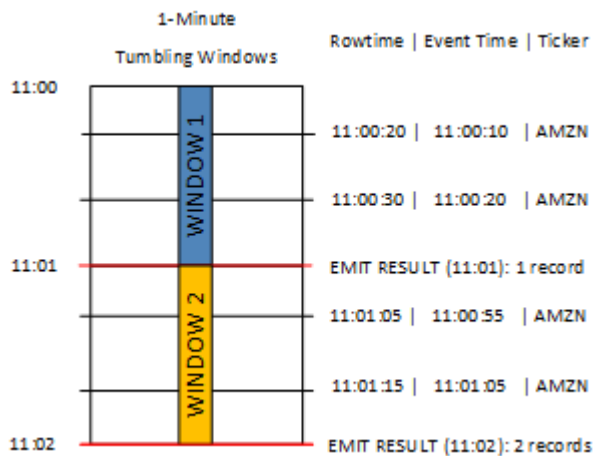 1-Minute
Tumbling Windows
Rowtime | Event Time | Ticker
11:00
WINDOW 1
11:00:20 | 11:00:10 | AMZN
11:00:30 | 11:00:20 | AMZN
11:01
EMIT RESULT (11:01): 1 record
WINDOW 2
11:01:05 | 11:00:55 | AMZN
11:01:15 | 11:01:05 | AMZN
11:02
EMIT RESULT (11:02): 2 records